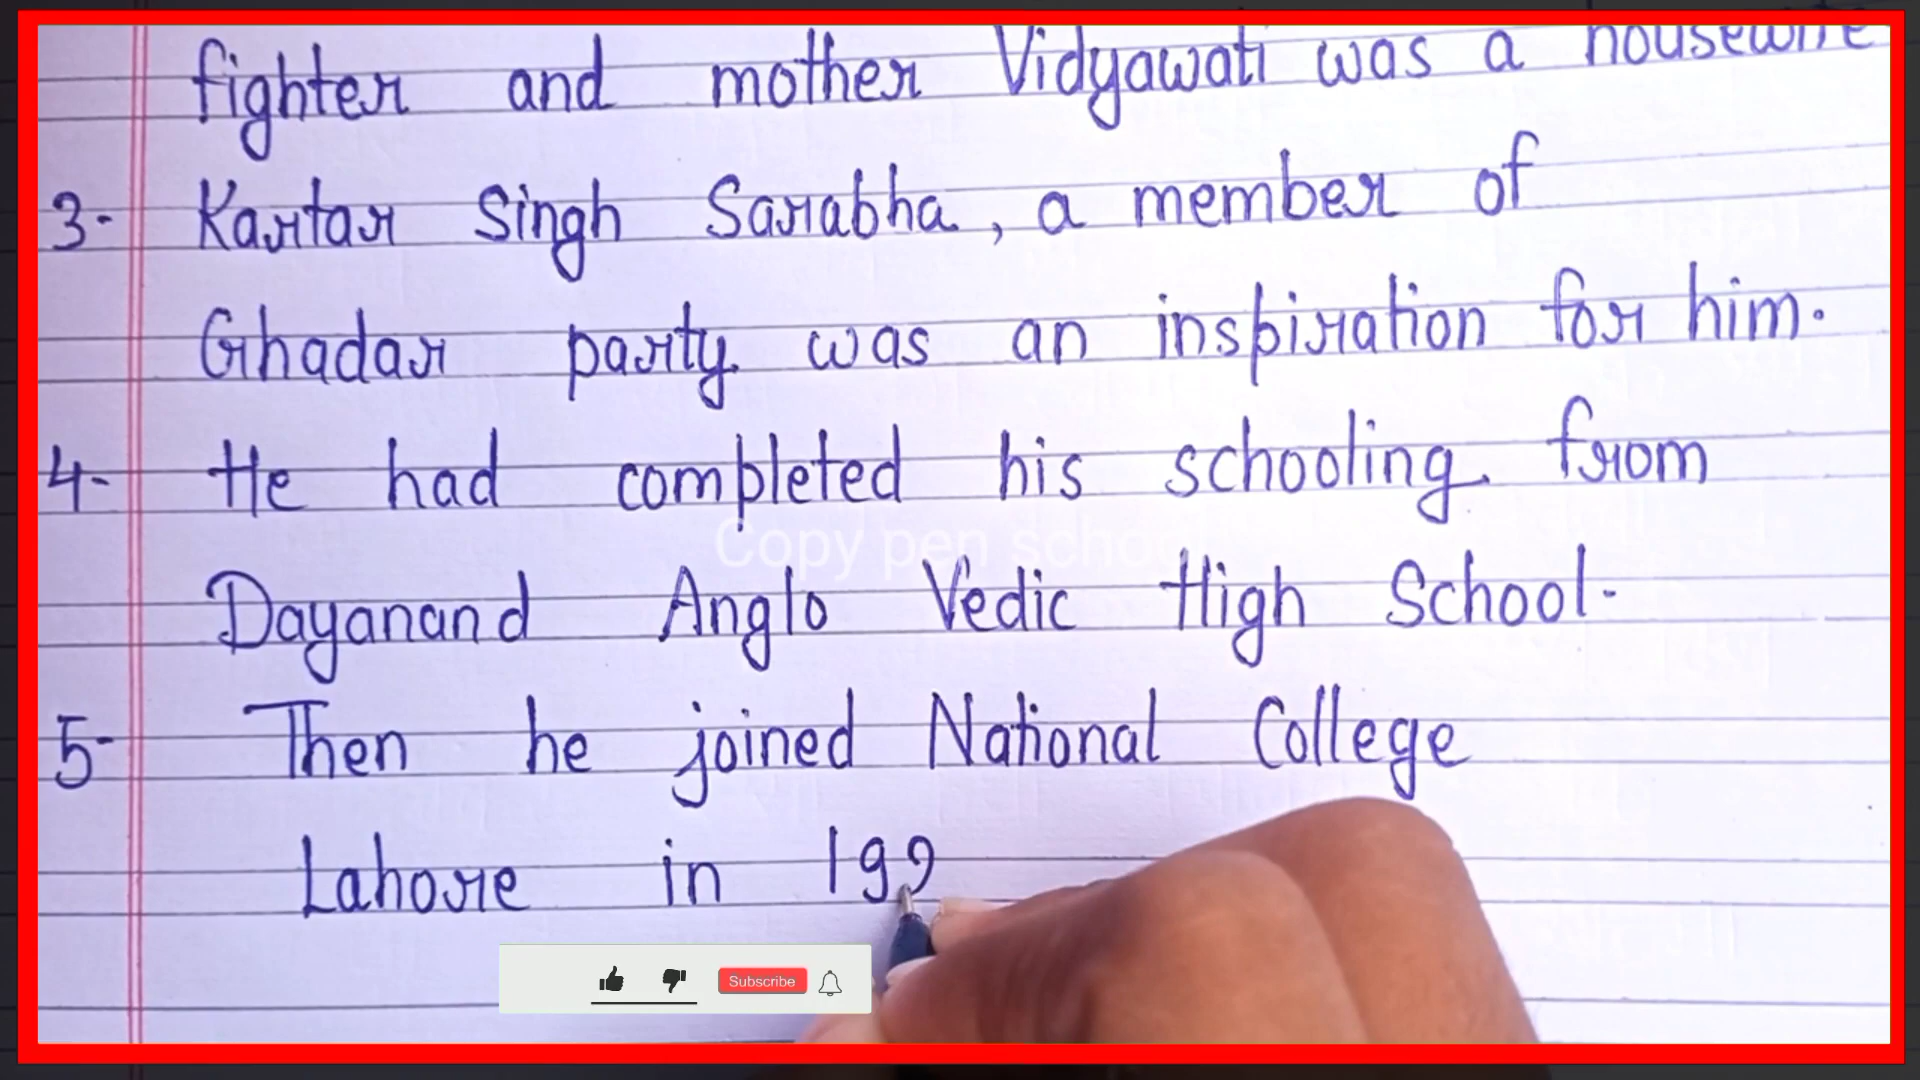 fighter and mother Vidyawati was a housewife
3- Kartar Singh Sarabha, a member of
Ghadar party was an inspiration for him.
4- He had completed his schooling from
Copy pen school
Dayanand Anglo Vedic High School.
5- Then he joined National College
Lahore in 192
Subscribe